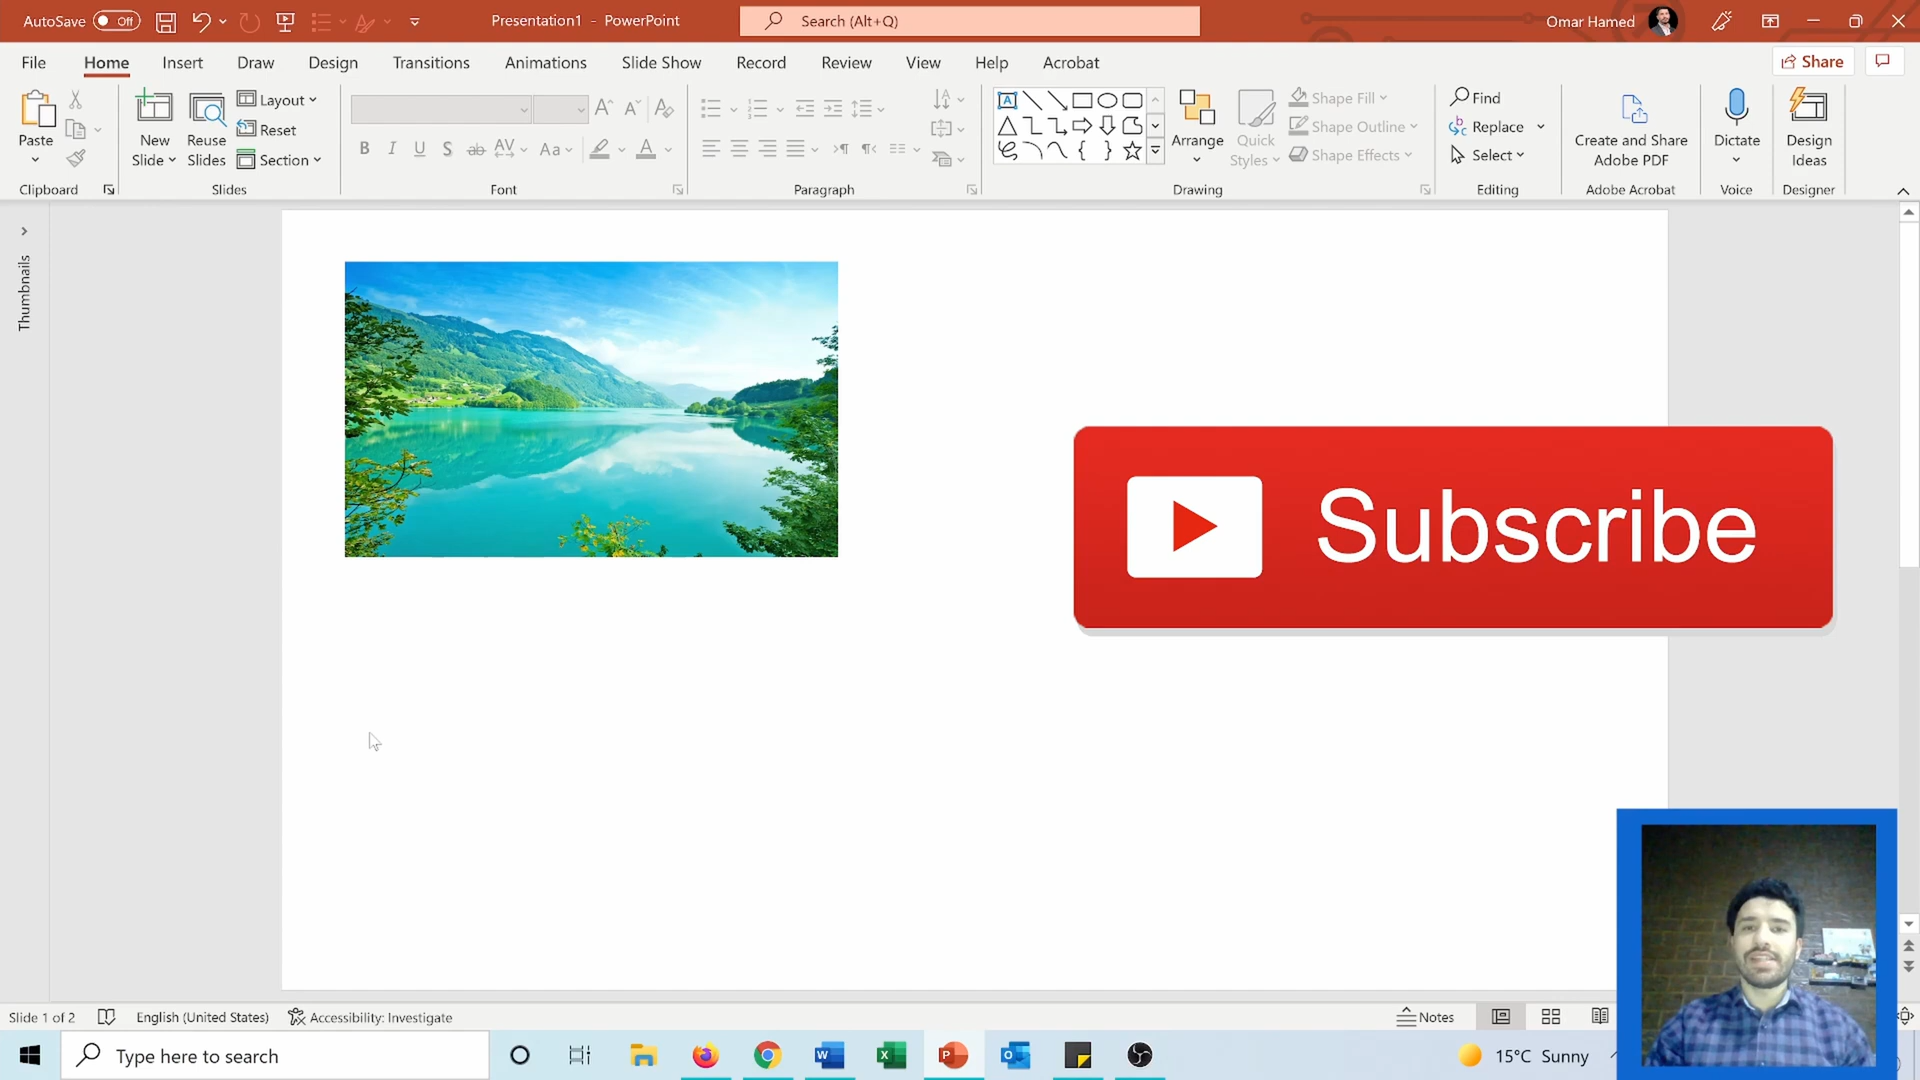 AutoSave Off Presentation1 - PowerPoint Search (Alt+Q) Omar Hamed
File Home Insert Draw Design Transitions Animations Slide Show Record Review View Help Acrobat Share
Paste
Clipboard
New Slide
Reuse Slides
Layout
Reset
Section
Slides
B I U S ab AV Aa A
Font
Paragraph
Arrange
Quick Styles
Shape Fill
Shape Outline
Shape Effects
Drawing
Find
Replace
Select
Editing
Create and Share
Adobe PDF
Adobe Acrobat
Dictate
Voice
Design
Ideas
Designer
Thumbnails
Subscribe
Slide 1 of 2 English (United States) Accessibility: Investigate Notes
Type here to search 15°C Sunny